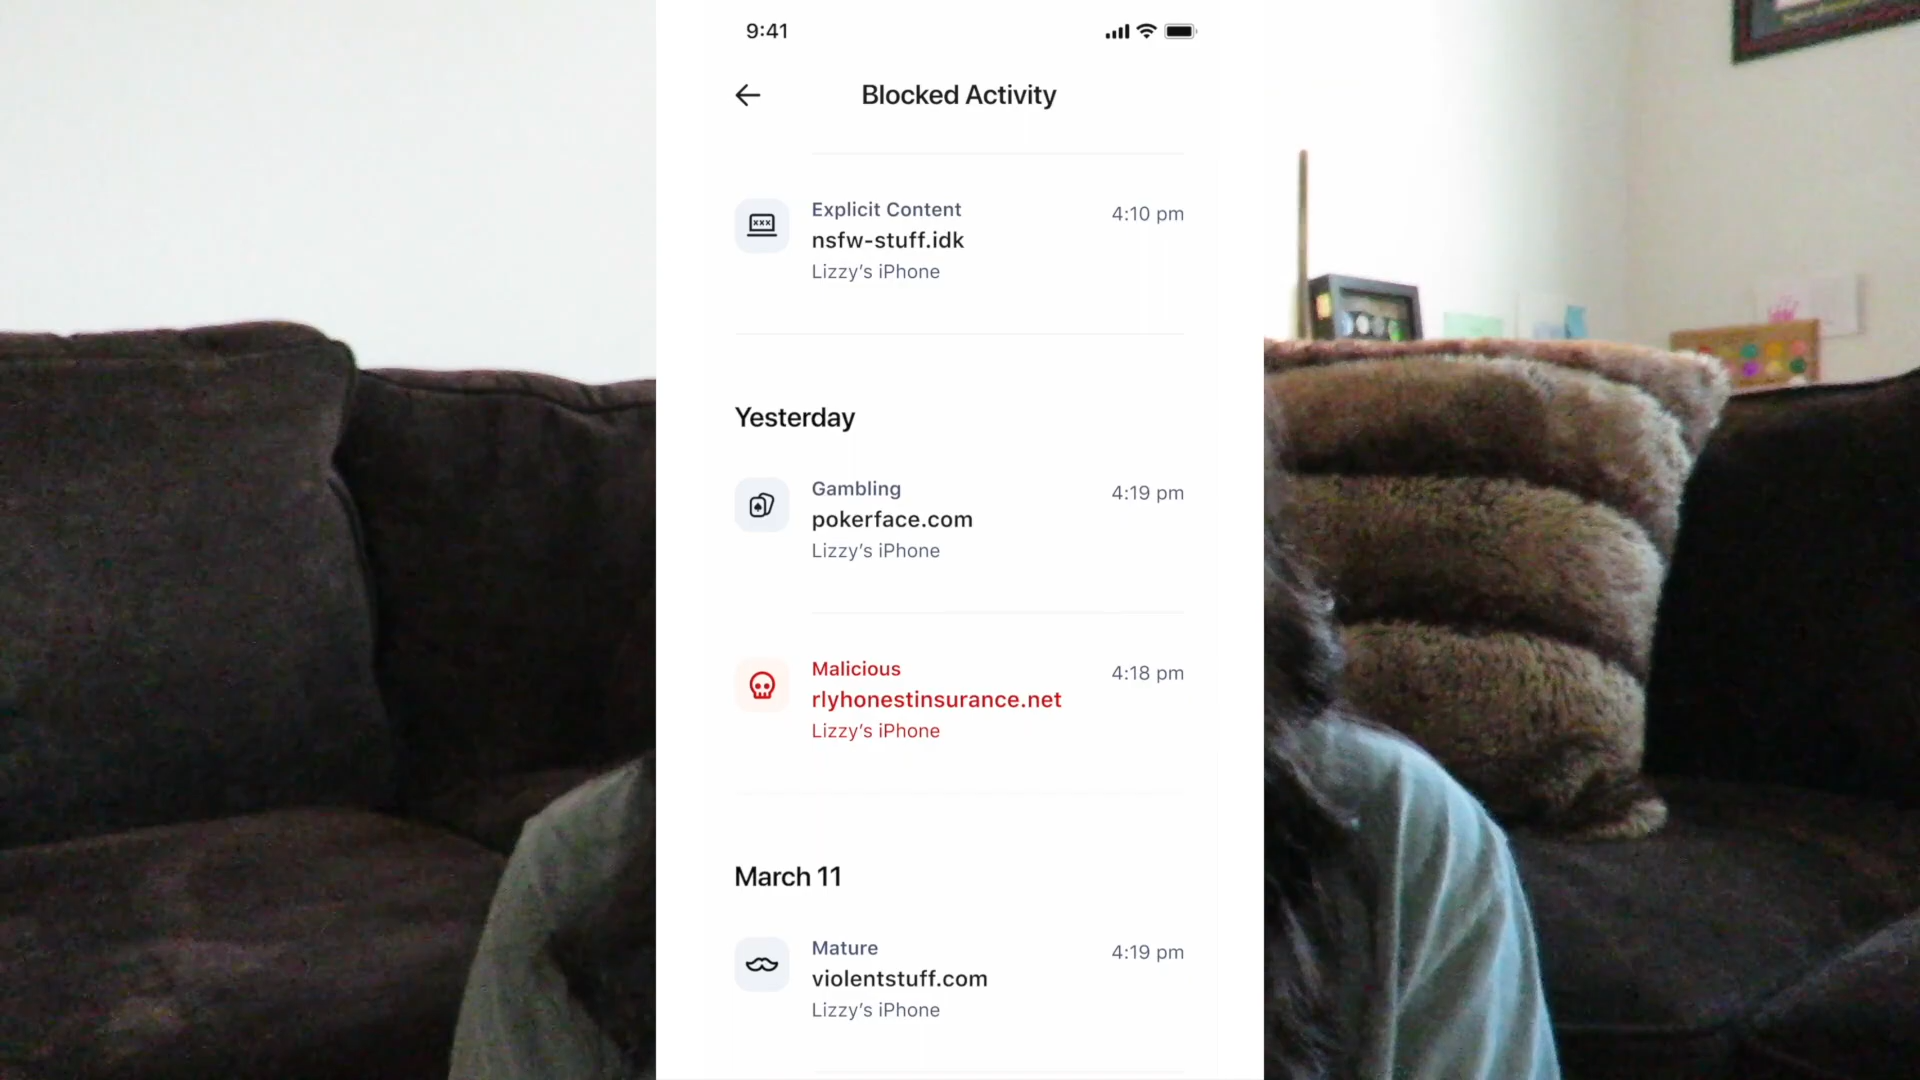 9:41
Blocked Activity
Explicit Content
4:10 pm
nsfw-stuff.idk
Lizzy’s iPhone
Yesterday
Gambling
4:19 pm
pokerface.com
Lizzy’s iPhone
Malicious
4:18 pm
rlyhonestinsurance.net
Lizzy’s iPhone
March 11
Mature
4:19 pm
violentstuff.com
Lizzy’s iPhone